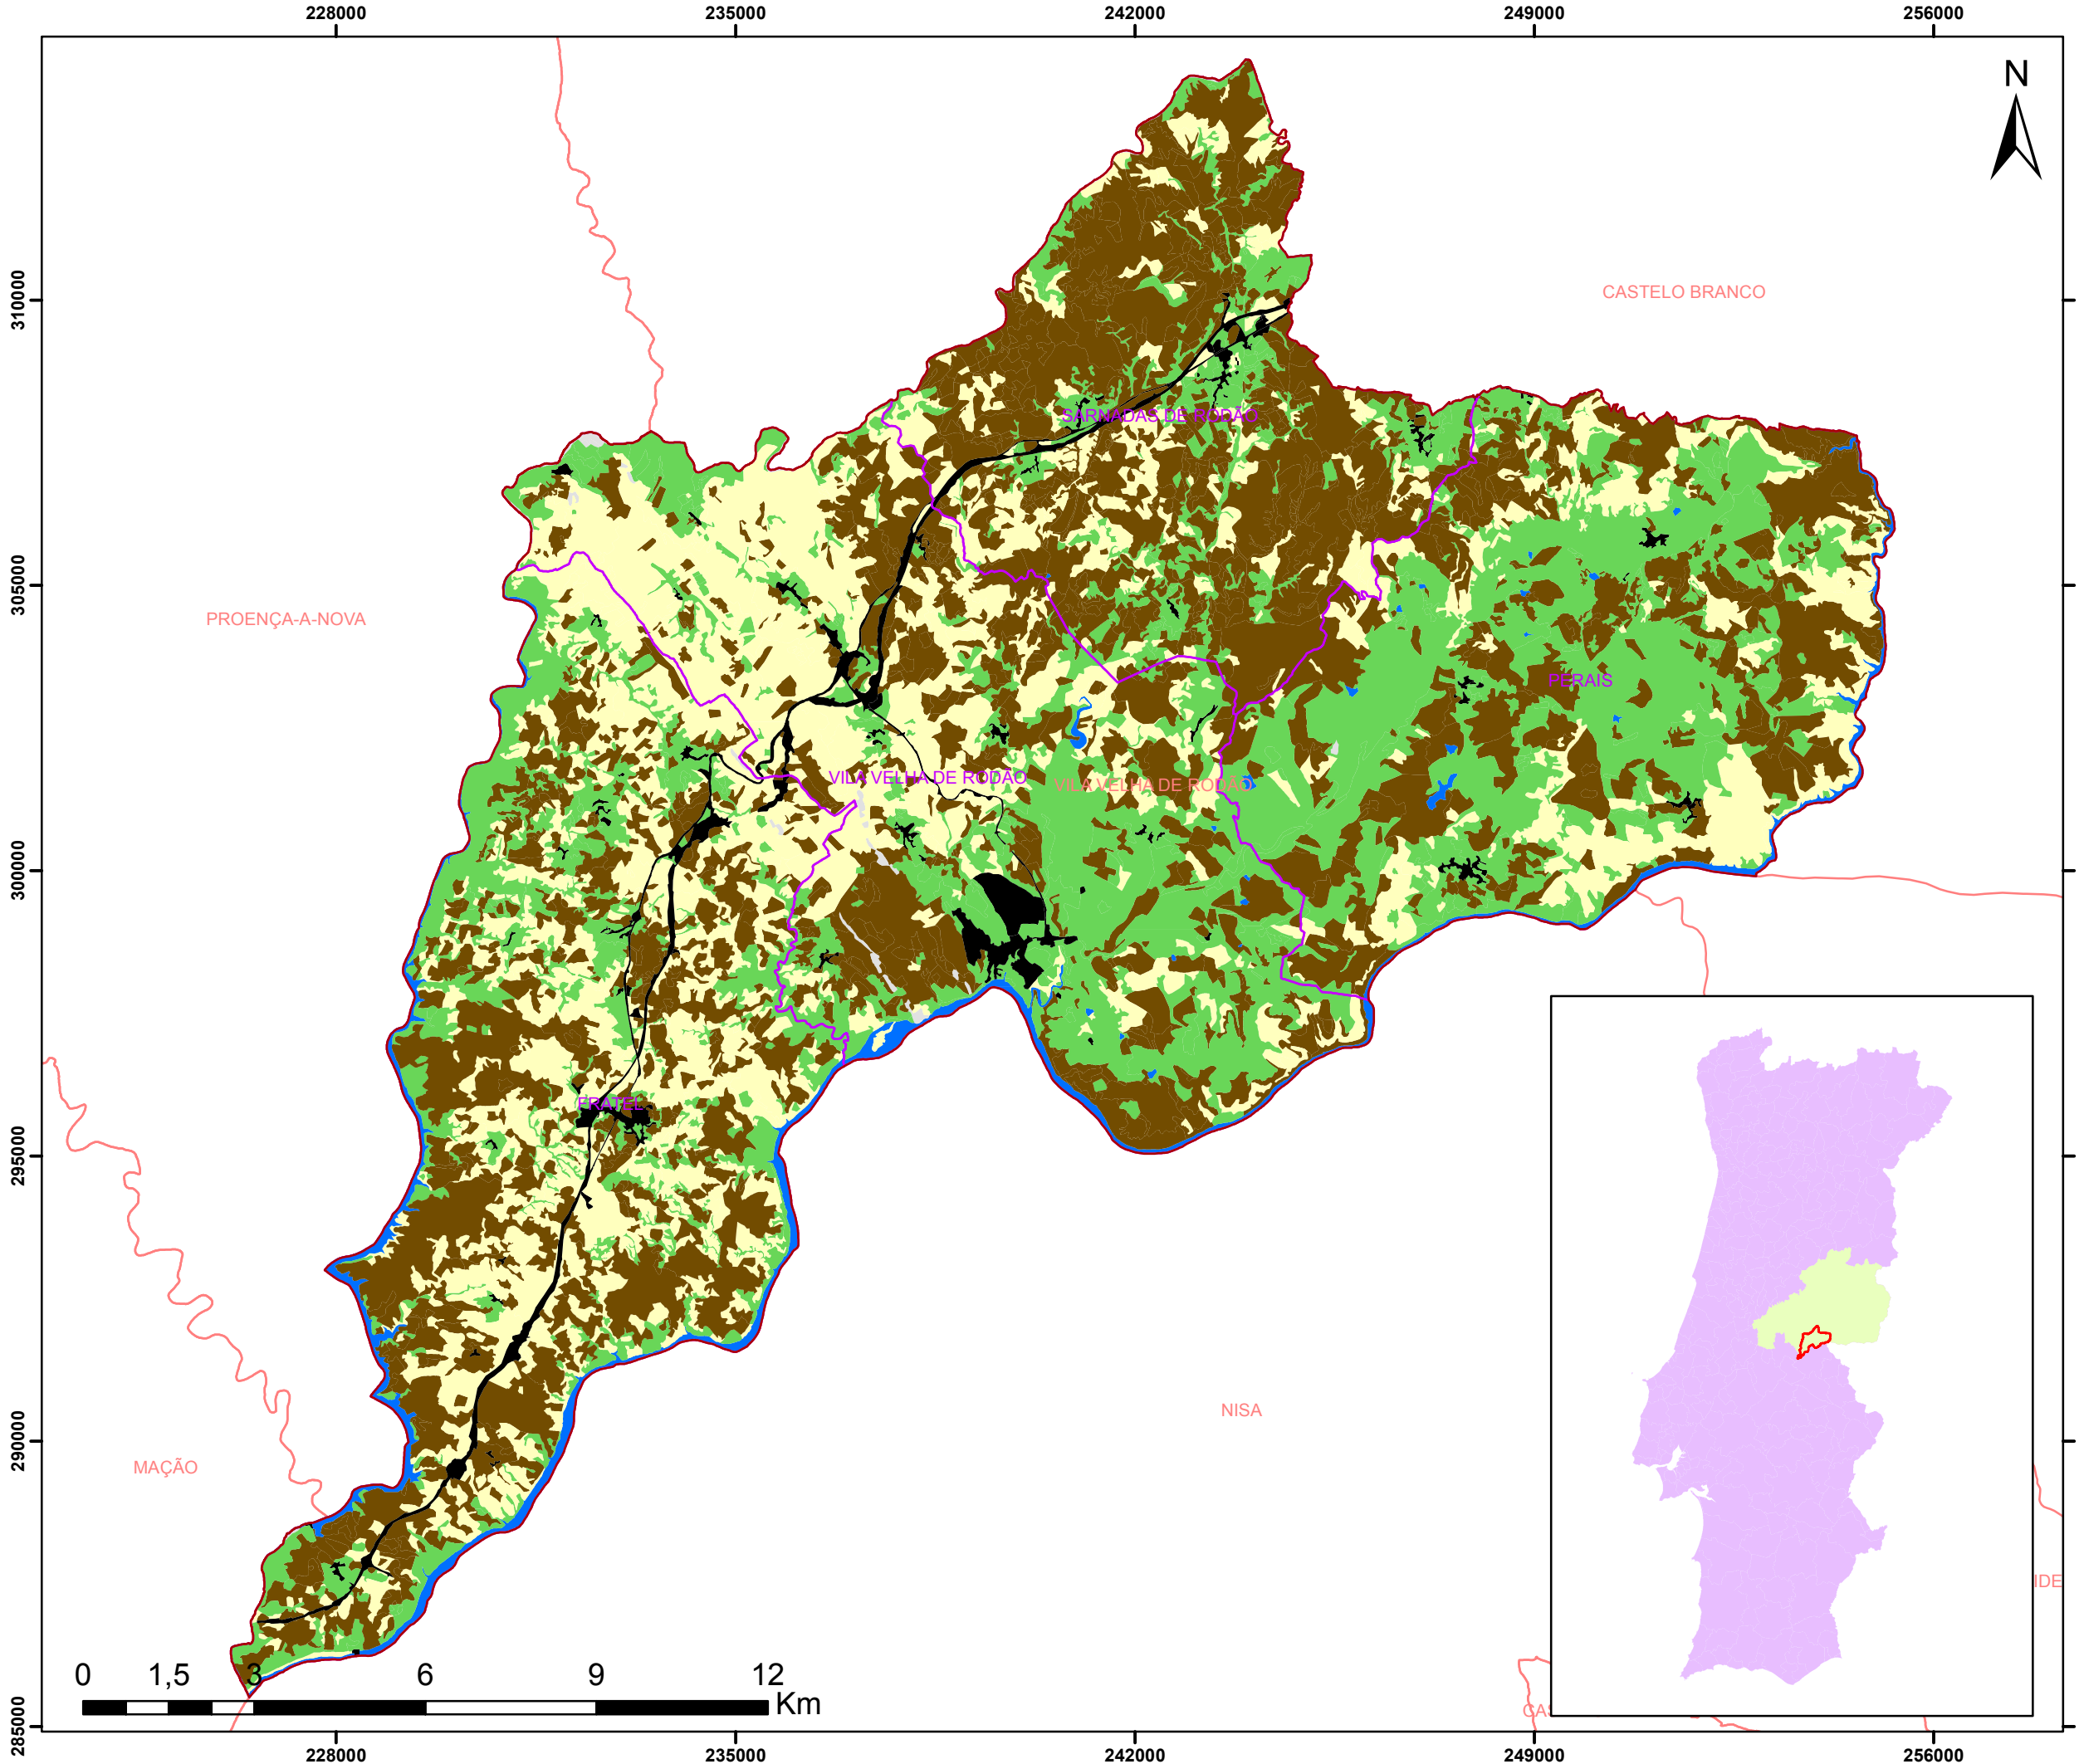 228000 235000 242000 249000 256000
N
310000
CASTELO BRANCO
SARNADAS DE RODÃO
305000
PROENÇA-A-NOVA
PERAIS
VILA VELHA DE RODÃO
VILA VELHA DE RODÃO
300000
FRATEL
295000
NISA
290000
MAÇÃO
IDE
0 1,5 3 6 9 12
Km
CAS
285000
228000 235000 242000 249000 256000